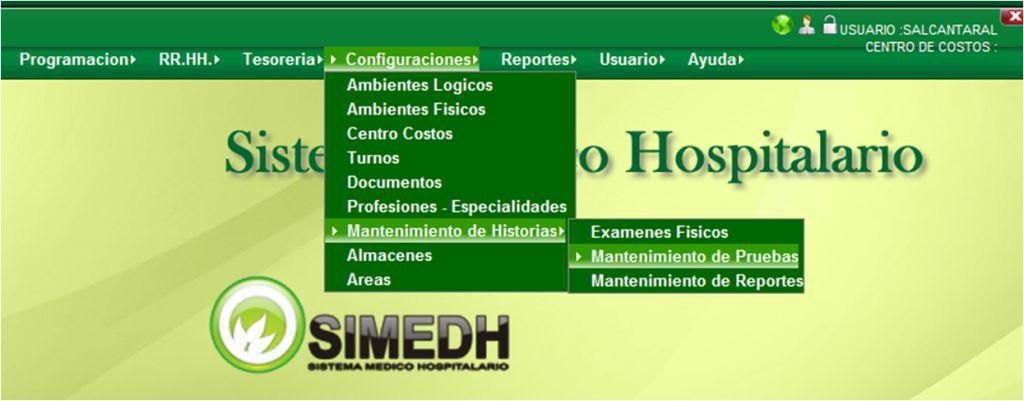 USUARIO :SALCANTARAL
CENTRO DE COSTOS :
Programacion RR.HH. Tesoreria Configuraciones Reportes Usuario Ayuda
Ambientes Logicos
Ambientes Fisicos
Centro Costos
Turnos
Documentos
Profesiones - Especialidades
Mantenimiento de Historias
Almacenes
Areas
Examenes Fisicos
Mantenimiento de Pruebas
Mantenimiento de Reportes
Hospitalario
SIMEDH
SISTEMA MEDICO HOSPITALARIO